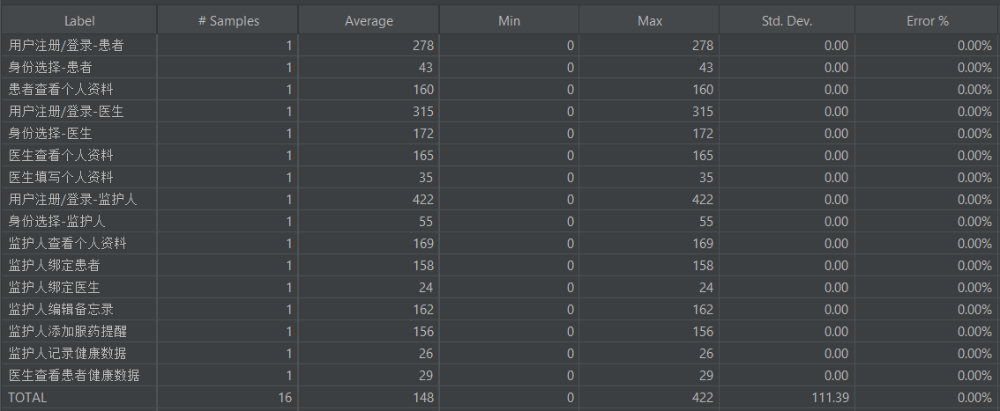 Label # Samples Average Min Max Std. Dev. Error %
用户注册/登录-患者 1 278 0 278 0.00 0.00%
身份选择-患者 1 43 0 43 0.00 0.00%
患者查看个人资料 1 160 0 160 0.00 0.00%
用户注册/登录-医生 1 315 0 315 0.00 0.00%
身份选择-医生 1 172 0 172 0.00 0.00%
医生查看个人资料 1 165 0 165 0.00 0.00%
医生填写个人资料 1 35 0 35 0.00 0.00%
用户注册/登录-监护人 1 422 0 422 0.00 0.00%
身份选择-监护人 1 55 0 55 0.00 0.00%
监护人查看个人资料 1 169 0 169 0.00 0.00%
监护人绑定患者 1 158 0 158 0.00 0.00%
监护人绑定医生 1 24 0 24 0.00 0.00%
监护人编辑备忘录 1 162 0 162 0.00 0.00%
监护人添加服药提醒 1 156 0 156 0.00 0.00%
监护人记录健康数据 1 26 0 26 0.00 0.00%
医生查看患者健康数据 1 29 0 29 0.00 0.00%
TOTAL 16 148 0 422 111.39 0.00%